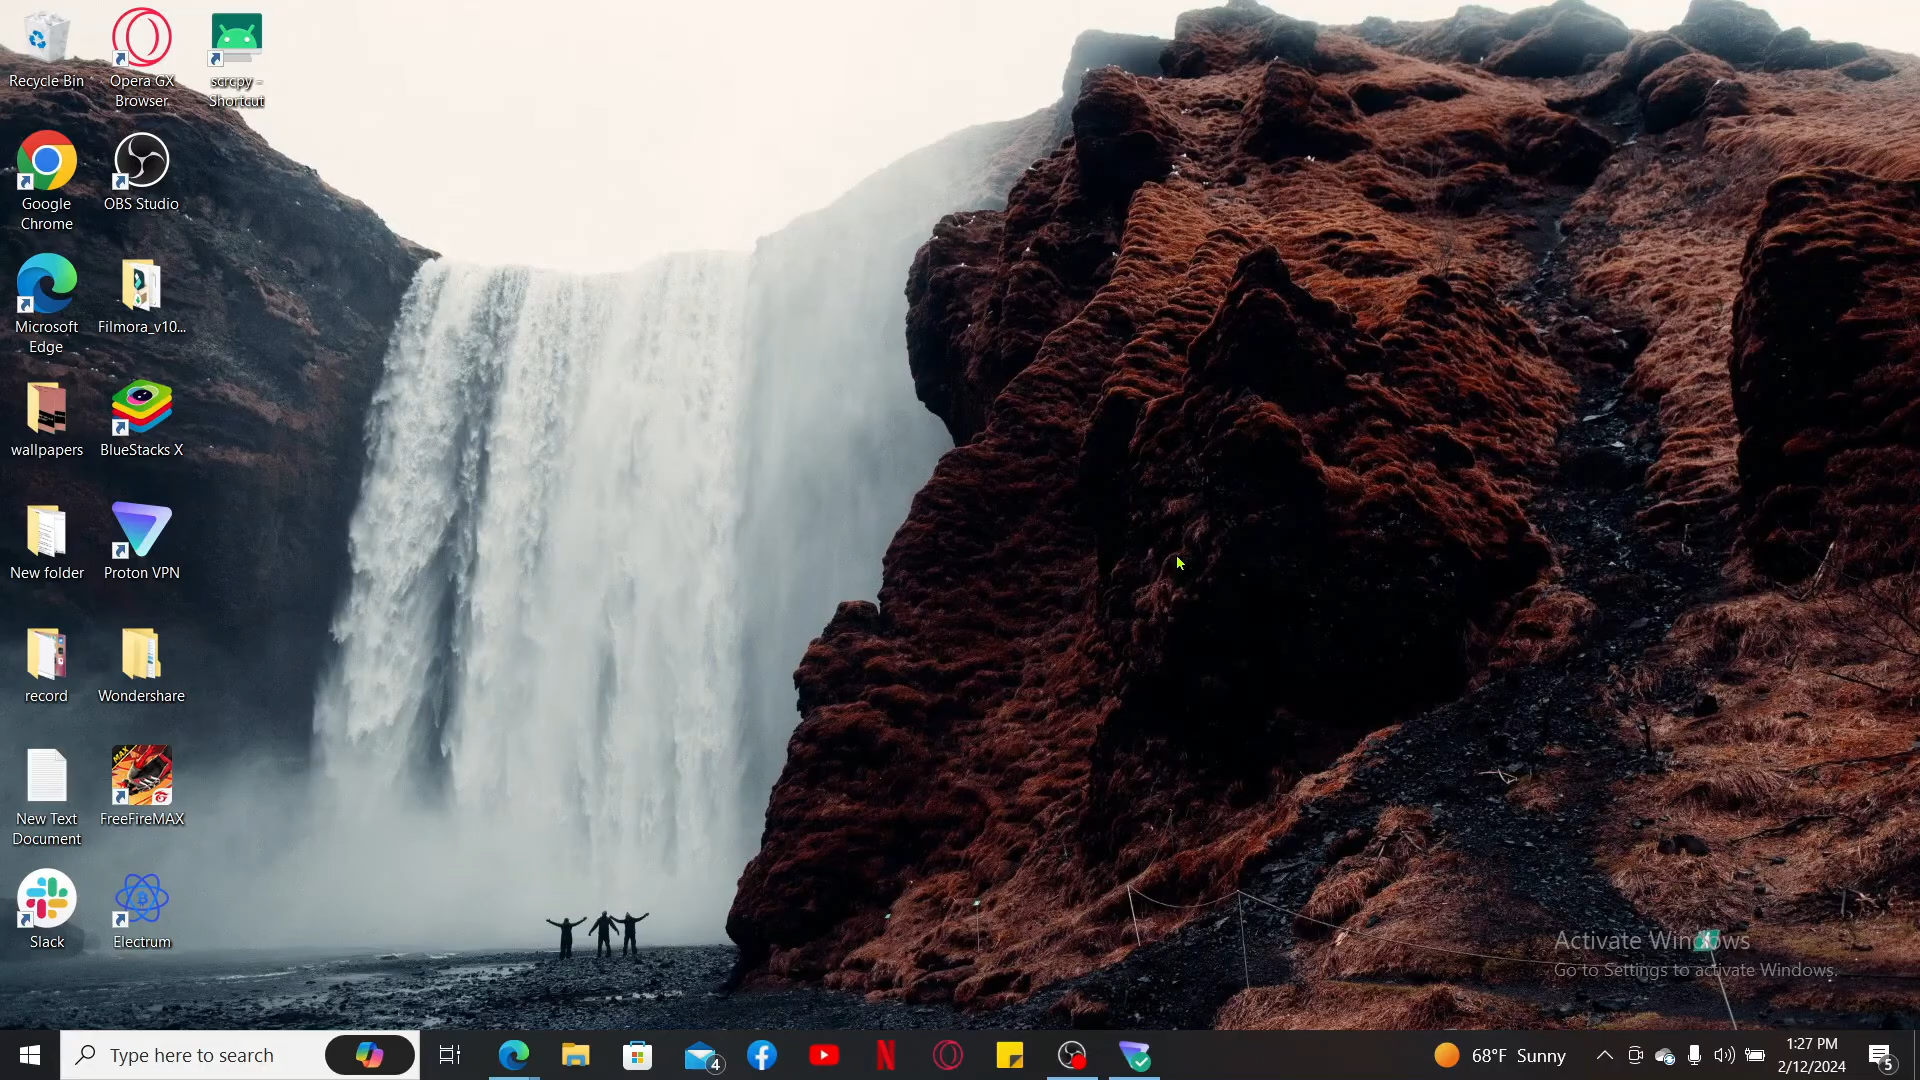 Recycle Bin
Opera GX
Browser
scrcpy -
Shortcut
Google
Chrome
OBS Studio
Microsoft
Edge
Filmora_v10...
wallpapers
BlueStacks X
New folder
Proton VPN
record
Wondershare
New Text
Document
MAX
FreeFireMAX
Slack
Electrum
Activate Windows
Go to Settings to activate Windows.
Type here to search
4
68°F Sunny
1:27 PM
2/12/2024
5